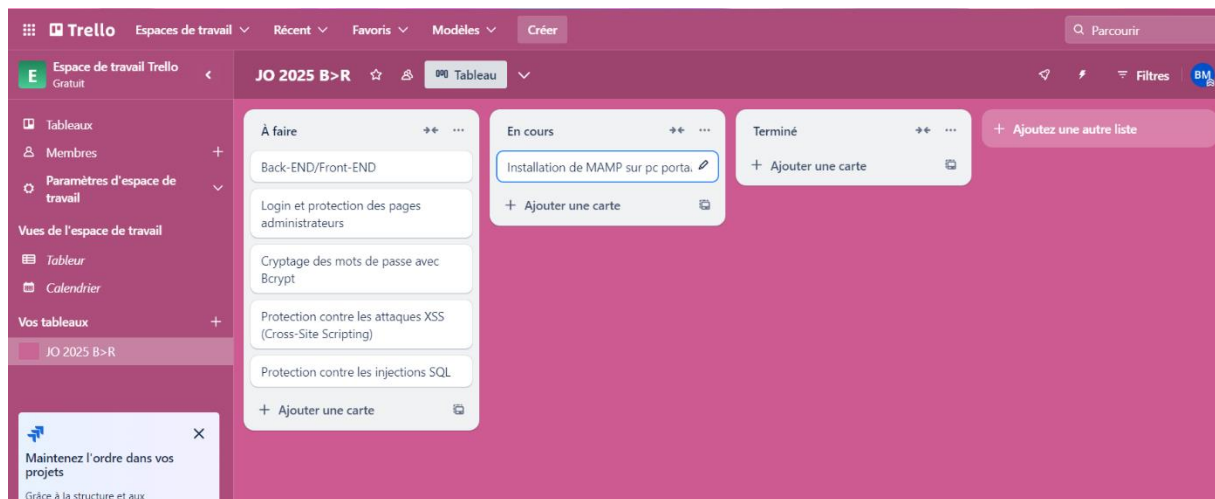 Trello Espaces de travail Récent Favoris Modèles Créer Parcourir
E Espace de travail Trello
Gratuit
JO 2025 B>R Tableau Filtres BM
Tableaux
Membres
Paramètres d'espace de
travail
Vues de l'espace de travail
Tableur
Calendrier
Vos tableaux
JO 2025 B>R
Maintenez l'ordre dans vos
projets
Grâce à la structure et aux
À faire
Back-END/Front-END
Login et protection des pages
administrateurs
Cryptage des mots de passe avec
Bcrypt
Protection contre les attaques XSS
(Cross-Site Scripting)
Protection contre les injections SQL
+ Ajouter une carte
En cours
Installation de MAMP sur pc porta.
+ Ajouter une carte
Terminé
+ Ajouter une carte
+ Ajoutez une autre liste